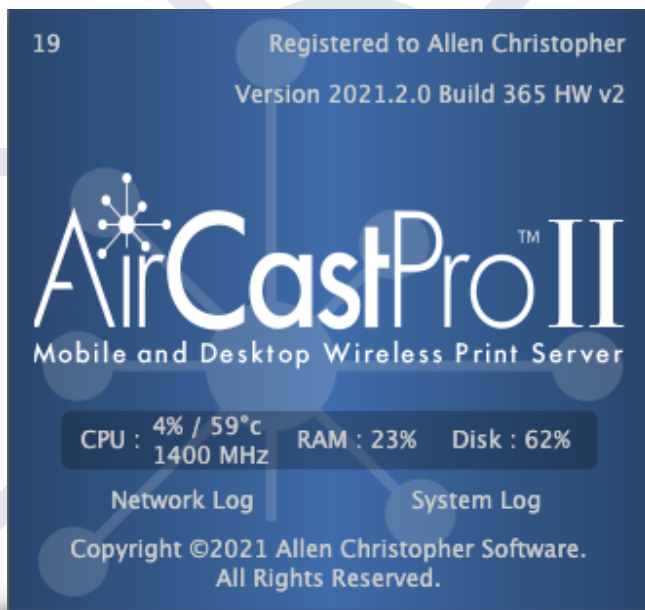 19 Registered to Allen Christopher
Version 2021.2.0 Build 365 HW v2
AirCastPro™ II
Mobile and Desktop Wireless Print Server
CPU : 4% / 59°c 1400 MHz RAM : 23% Disk : 62%
Network Log System Log
Copyright ©2021 Allen Christopher Software.
All Rights Reserved.